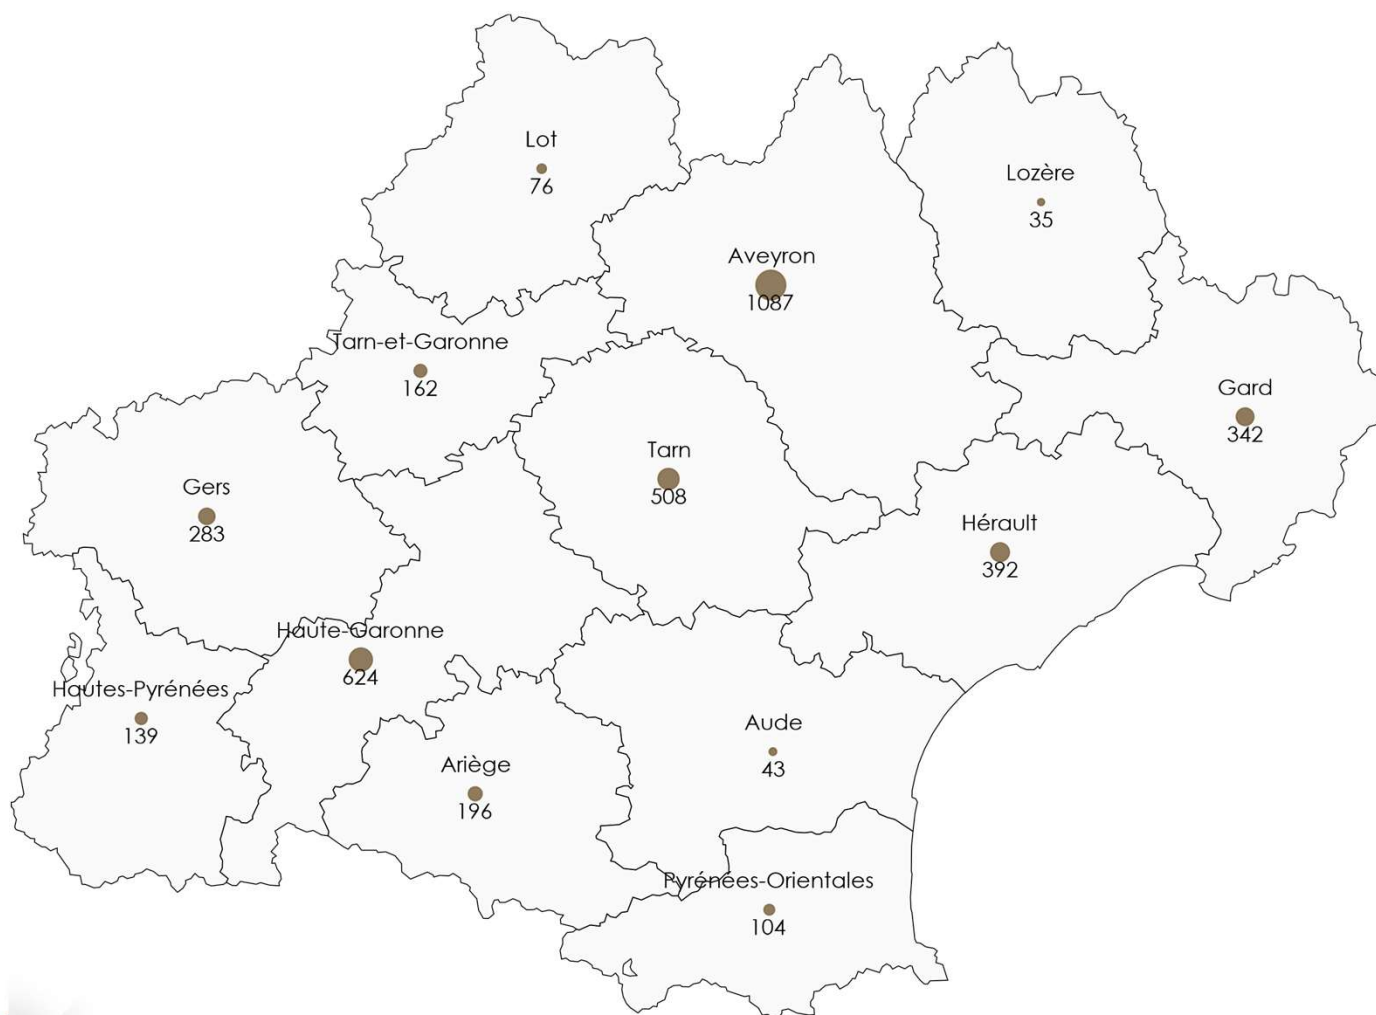 Lot
76
Lozère
35
Aveyron
1087
Tarn-et-Garonne
162
Gard
342
Tarn
508
Gers
283
Hérault
392
Haute-Garonne
624
Hautes-Pyrénées
139
Aude
43
Ariège
196
Pyrénées-Orientales
104